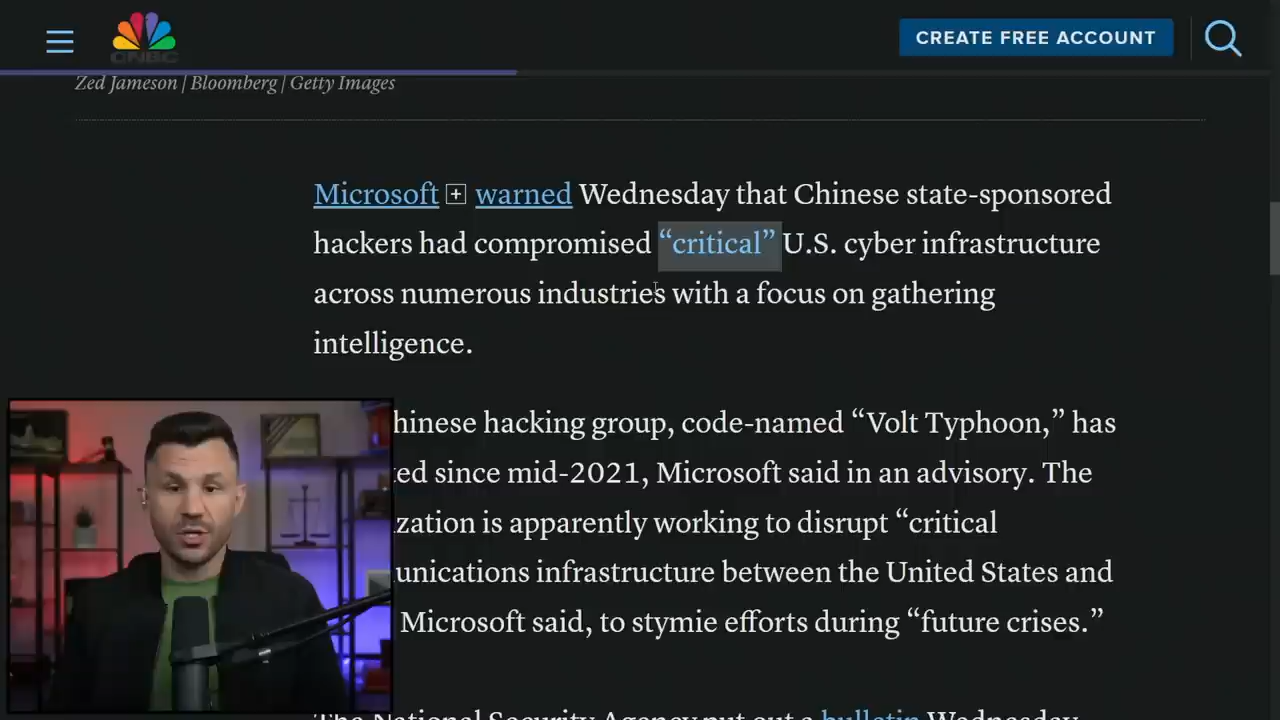 CNBC
CREATE FREE ACCOUNT
Zed Jameson | Bloomberg | Getty Images
Microsoft + warned Wednesday that Chinese state-sponsored
hackers had compromised “critical” U.S. cyber infrastructure
across numerous industries with a focus on gathering
intelligence.
hinese hacking group, code-named “Volt Typhoon,” has
ed since mid-2021, Microsoft said in an advisory. The
ization is apparently working to disrupt “critical
unications infrastructure between the United States and
Microsoft said, to stymie efforts during “future crises.”
The National Security Agency put out a bulletin Wednesday